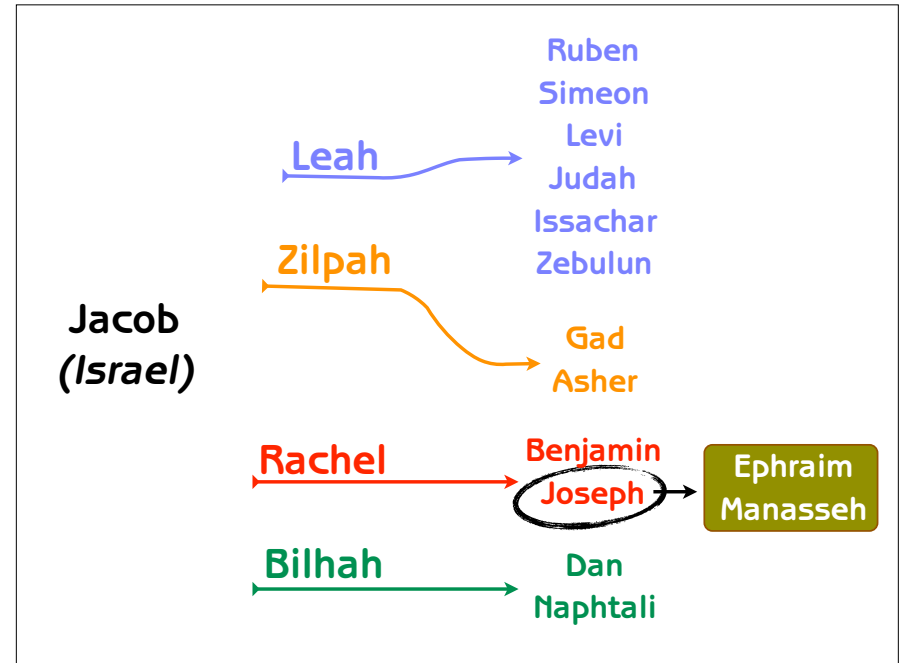 Jacob
(Israel)
Leah
Ruben
Simeon
Levi
Judah
Issachar
Zebulun
Zilpah
Gad
Asher
Rachel
Benjamin
Joseph
Ephraim
Manasseh
Bilhah
Dan
Naphtali